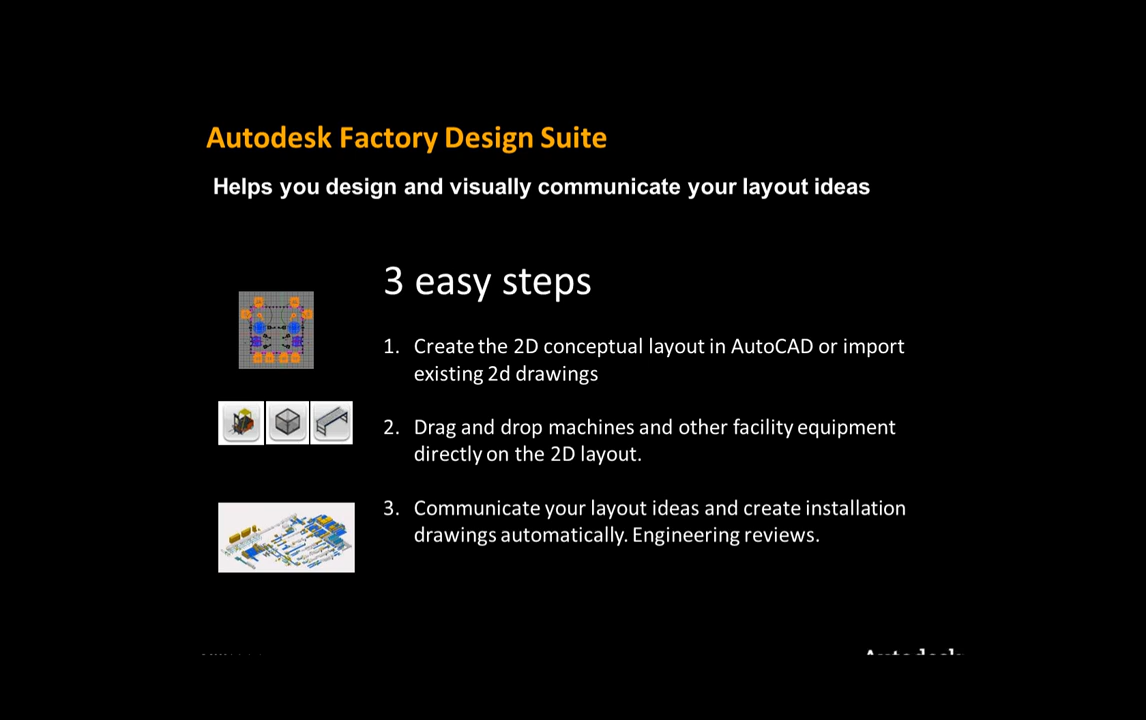 Autodesk Factory Design Suite
Helps you design and visually communicate your layout ideas
3 easy steps
1. Create the 2D conceptual layout in AutoCAD or import
existing 2d drawings
2. Drag and drop machines and other facility equipment
directly on the 2D layout.
3. Communicate your layout ideas and create installation
drawings automatically. Engineering reviews.
Autodesk